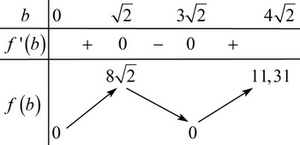 b 0 √2 3√2 4√2
f'(b) + 0 − 0 +
8√2 11,31
f(b)
0 0